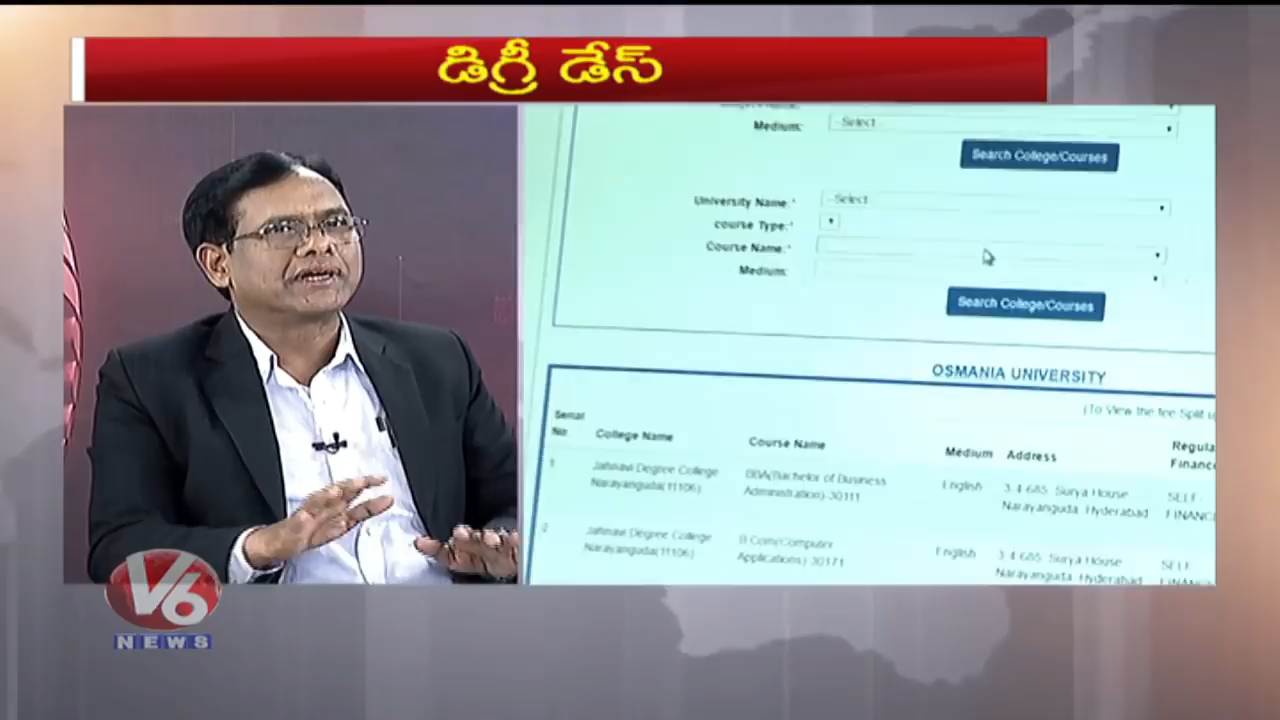 డిగ్రీ డేస్
Medium:
- Select
Search College/Courses
University Name:*
- Select
course Type:*
Course Name:*
Medium:
Search College/Courses
OSMANIA UNIVERSITY
(To View the fee Split u
Serial No
College Name
Course Name
Medium
Address
Regula
Financ
1
Jahnavi Degree College
Narayanguda(11106)
BBA(Bachelor of Business
Administration)-30111
English
3 4 685, Surya House
Narayanguda, Hyderabad
SELF-
FINANC
2
Jahnavi Degree College
Narayanguda(11106)
B.Com(Computer
Applications)-30171
English
3 4 685, Surya House
Narayanguda, Hyderabad
SELF
V6
NEWS